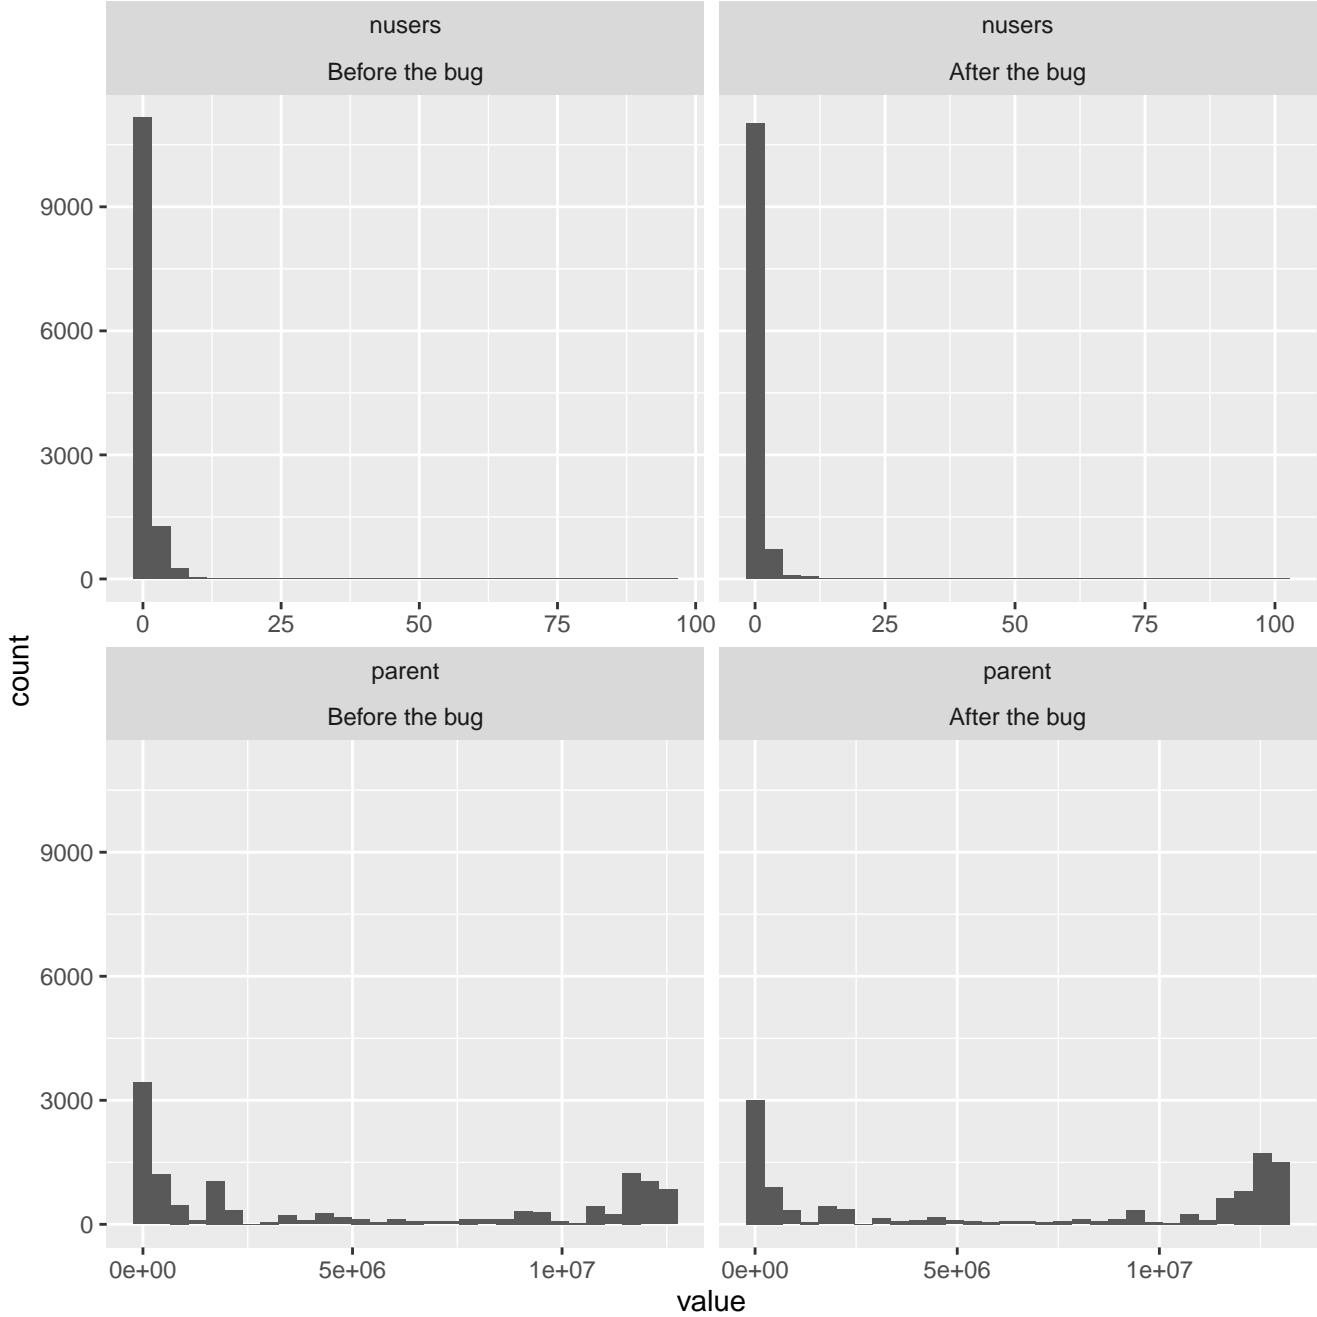 nusers
Before the bug
nusers
After the bug
9000
6000
3000
0
0 25 50 75 100
0 25 50 75 100
count
parent
Before the bug
parent
After the bug
9000
6000
3000
0
0e+00 5e+06 1e+07
0e+00 5e+06 1e+07
value